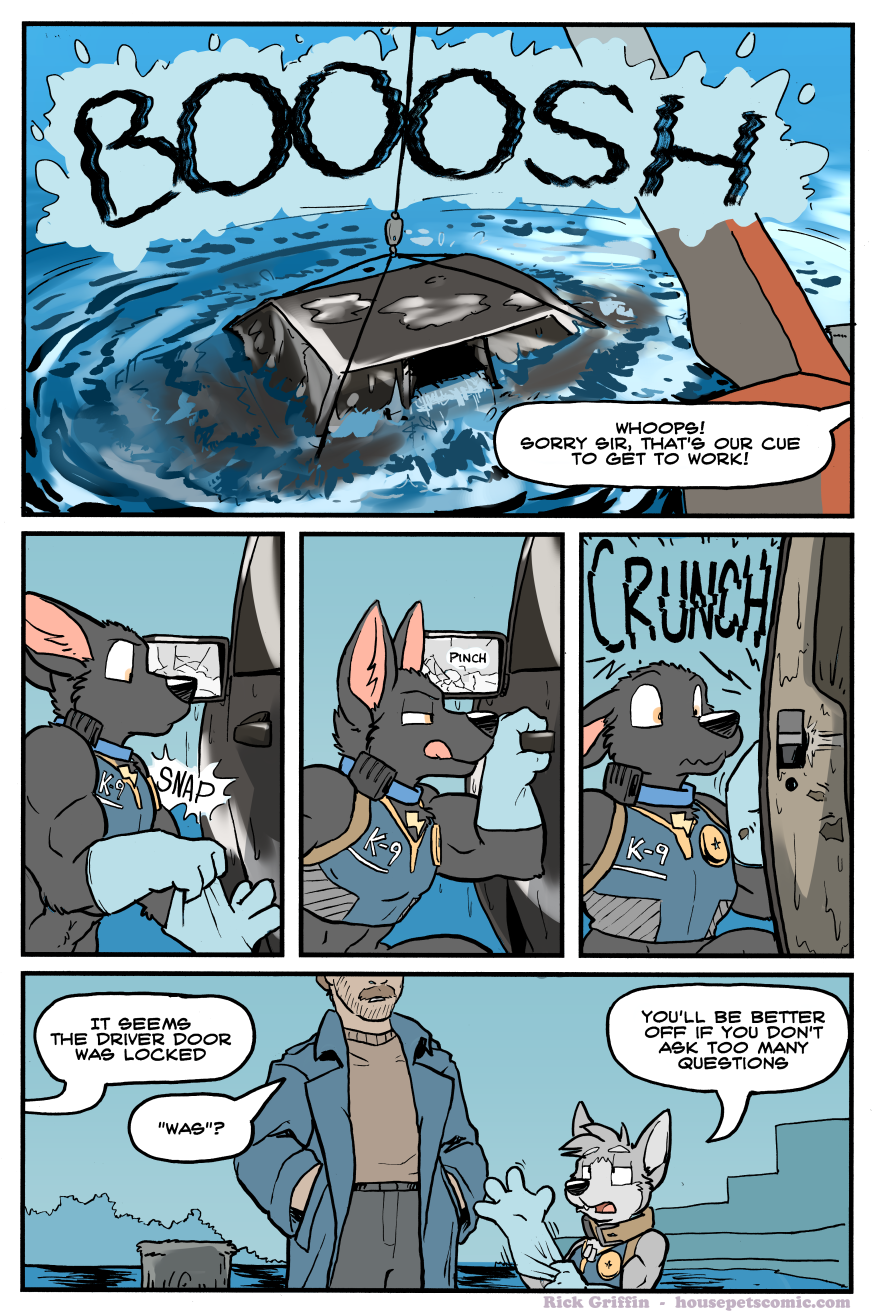 BOOOSH
WHOOPS!
SORRY SIR, THAT'S OUR CUE
TO GET TO WORK!
K-9
SNAP
PINCH
K-9
CRUNCH
K-9
IT SEEMS
THE DRIVER DOOR
WAS LOCKED
"WAS"?
YOU'LL BE BETTER
OFF IF YOU DON'T
ASK TOO MANY
QUESTIONS
Rick Griffin - housepetscomic.com